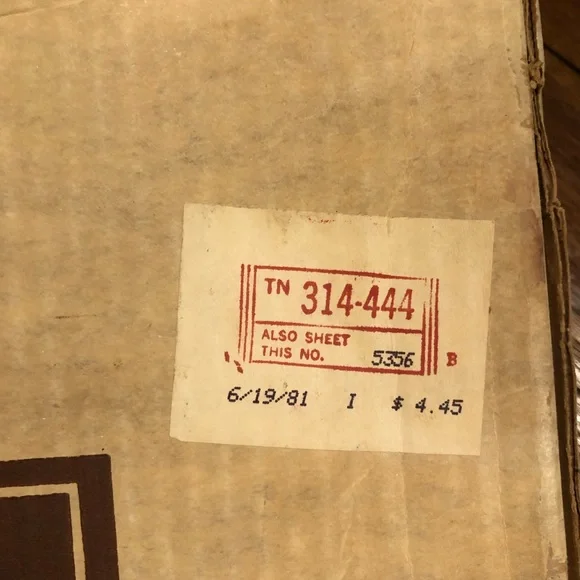 TN 314-444
ALSO SHEET
THIS NO. 5356 B
6/19/81 I $ 4.45